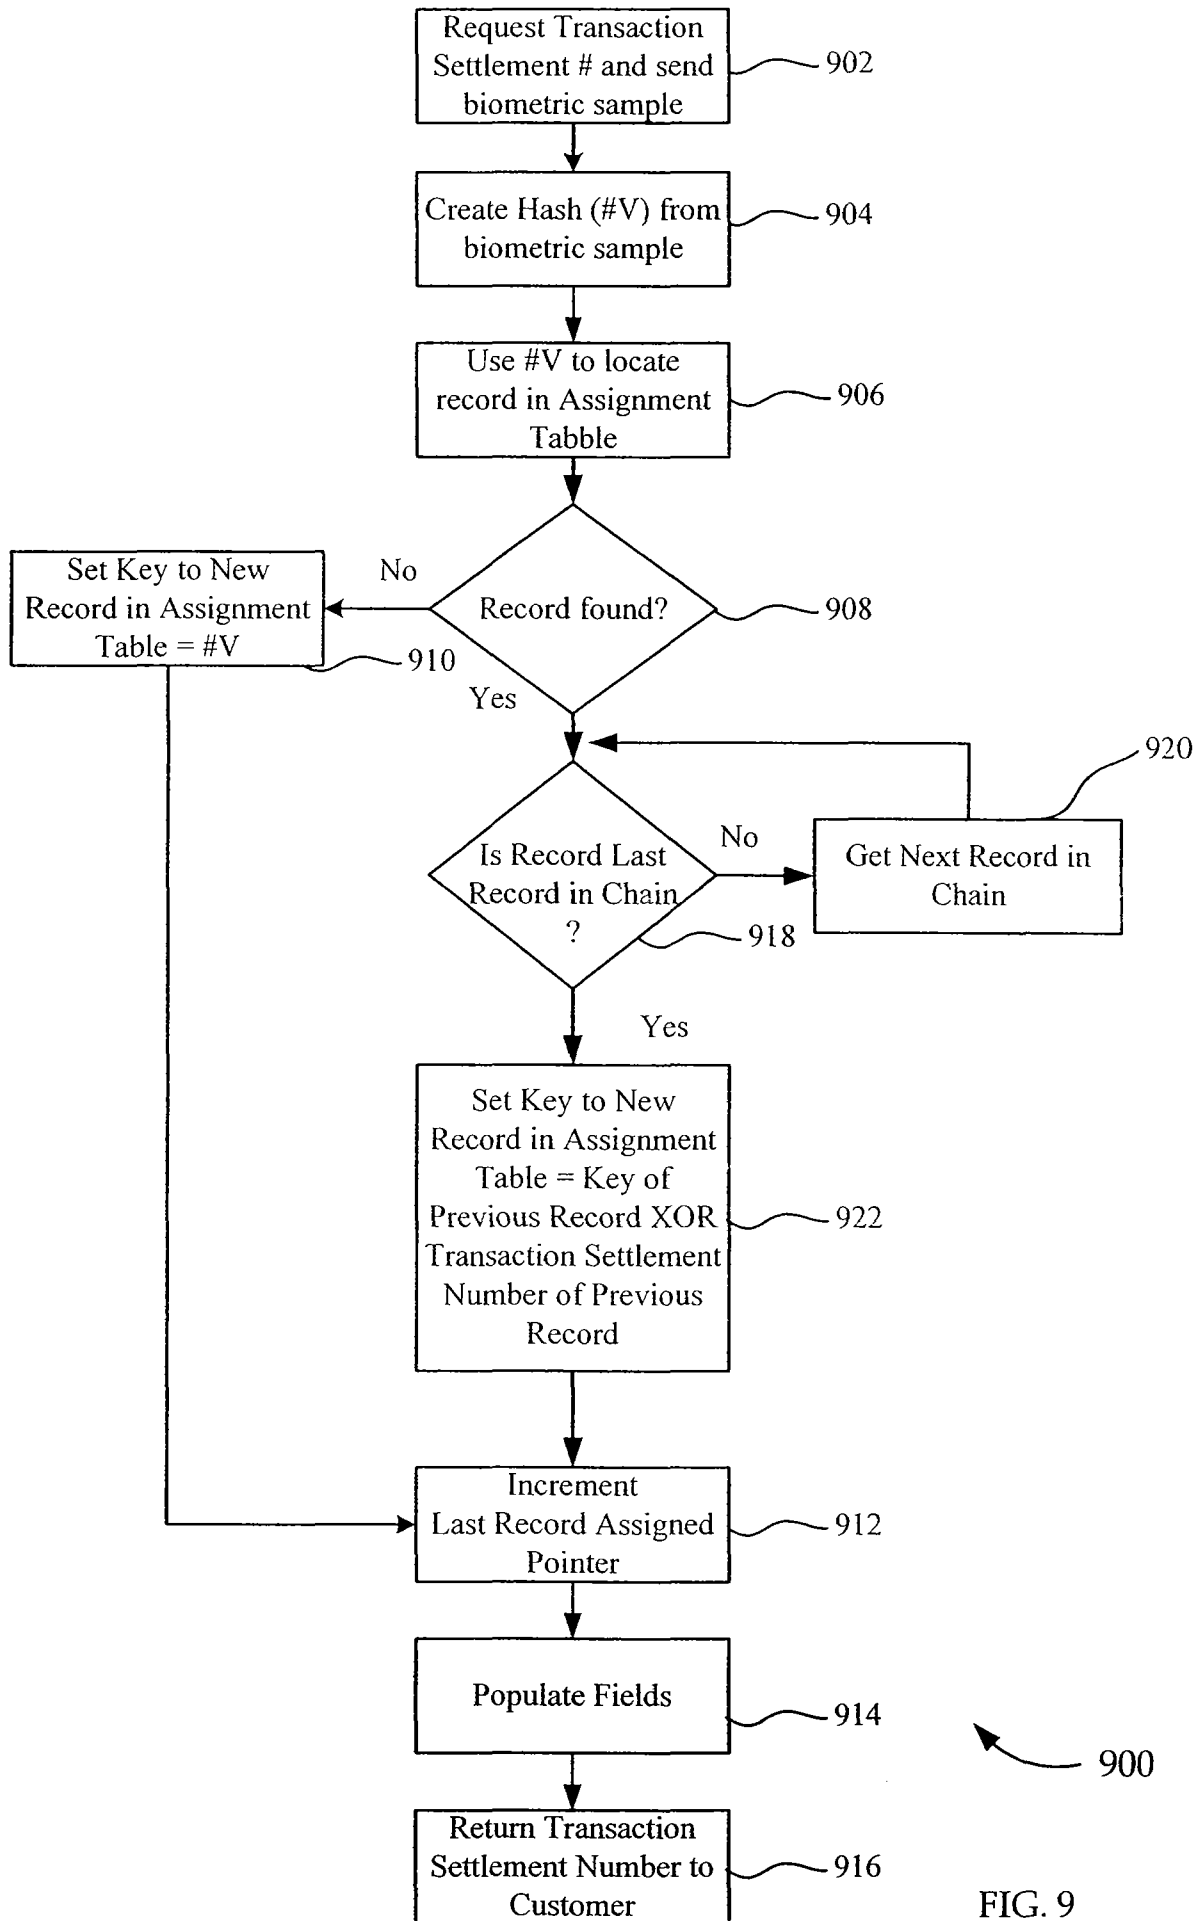 Request Transaction
Settlement # and send
biometric sample
902
Create Hash (#V) from
biometric sample
904
Use #V to locate
record in Assignment
Tabble
906
Record found?
908
No
Set Key to New
Record in Assignment
Table = #V
910
Yes
Is Record Last
Record in Chain
?
918
No
Get Next Record in
Chain
920
Yes
Set Key to New
Record in Assignment
Table = Key of
Previous Record XOR
Transaction Settlement
Number of Previous
Record
922
Increment
Last Record Assigned
Pointer
912
Populate Fields
914
900
Return Transaction
Settlement Number to
Customer
916
FIG. 9